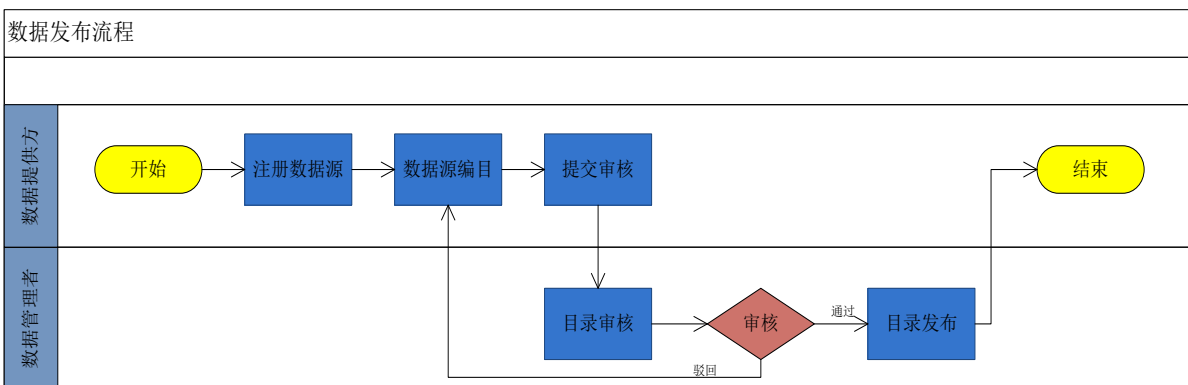 数据发布流程
数据提供方
开始
注册数据源
数据源编目
提交审核
结束
数据管理者
目录审核
审核
通过
目录发布
驳回